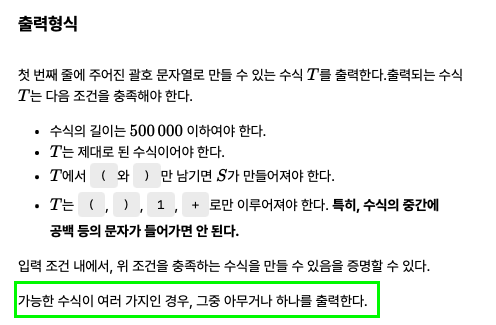 출력형식
첫 번째 줄에 주어진 괄호 문자열로 만들 수 있는 수식 T를 출력한다.출력되는 수식
T는 다음 조건을 충족해야 한다.
• 수식의 길이는 500 000 이하여야 한다.
• T는 제대로 된 수식이어야 한다.
• T에서 ( 와 ) 만 남기면 S가 만들어져야 한다.
• T는 ( , ) , 1 , + 로만 이루어져야 한다. 특히, 수식의 중간에
공백 등의 문자가 들어가면 안 된다.
입력 조건 내에서, 위 조건을 충족하는 수식을 만들 수 있음을 증명할 수 있다.
가능한 수식이 여러 가지인 경우, 그중 아무거나 하나를 출력한다.